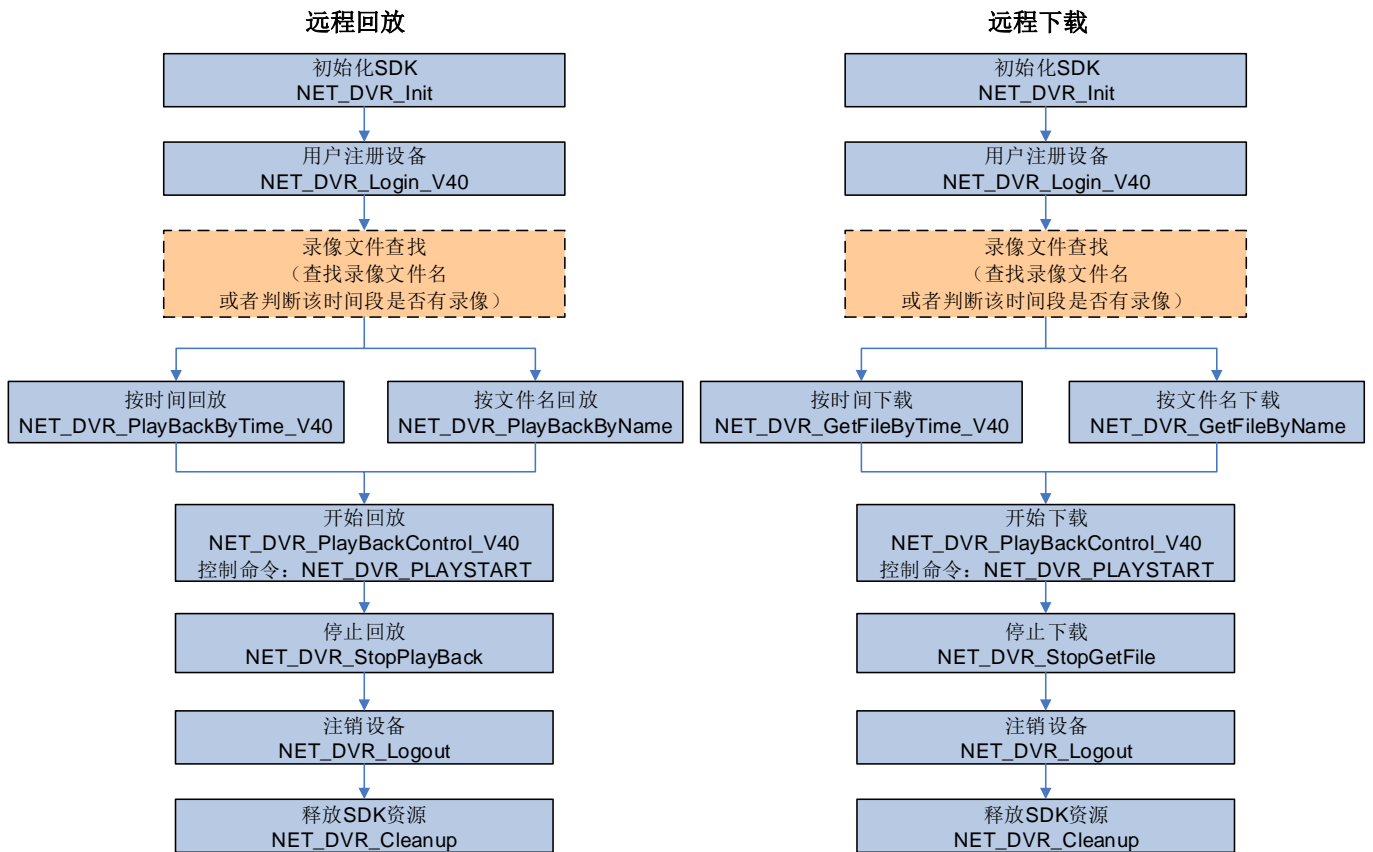 远程回放
初始化SDK
NET_DVR_Init
用户注册设备
NET_DVR_Login_V40
录像文件查找
（查找录像文件名
或者判断该时间段是否有录像）
按时间回放
NET_DVR_PlayBackByTime_V40
按文件名回放
NET_DVR_PlayBackByName
开始回放
NET_DVR_PlayBackControl_V40
控制命令：NET_DVR_PLAYSTART
停止回放
NET_DVR_StopPlayBack
注销设备
NET_DVR_Logout
释放SDK资源
NET_DVR_Cleanup
远程下载
初始化SDK
NET_DVR_Init
用户注册设备
NET_DVR_Login_V40
录像文件查找
（查找录像文件名
或者判断该时间段是否有录像）
按时间下载
NET_DVR_GetFileByTime_V40
按文件名下载
NET_DVR_GetFileByName
开始下载
NET_DVR_PlayBackControl_V40
控制命令：NET_DVR_PLAYSTART
停止下载
NET_DVR_StopGetFile
注销设备
NET_DVR_Logout
释放SDK资源
NET_DVR_Cleanup